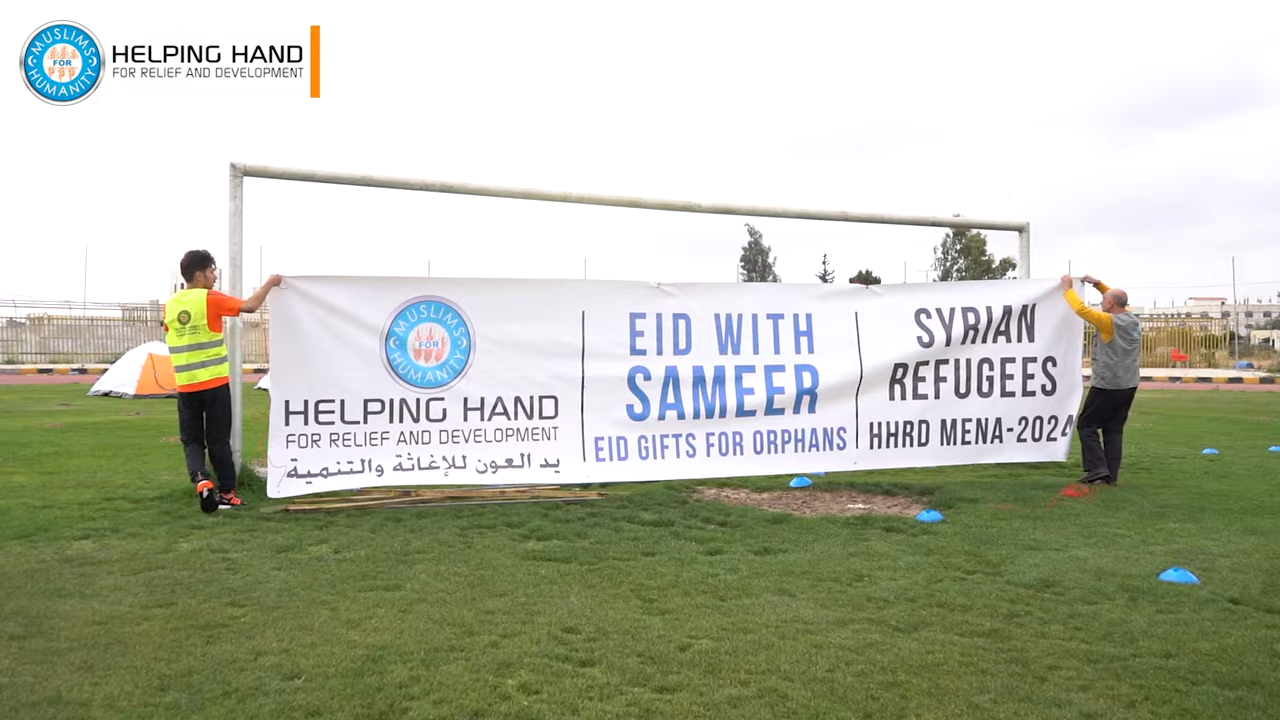 MUSLIMS
FOR
HUMANITY
HELPING HAND
FOR RELIEF AND DEVELOPMENT
MUSLIMS
FOR
HUMANITY
HELPING HAND
FOR RELIEF AND DEVELOPMENT
يد العون للإغاثة والتنمية
EID WITH
SAMEER
EID GIFTS FOR ORPHANS
SYRIAN
REFUGEES
HHRD MENA-2024